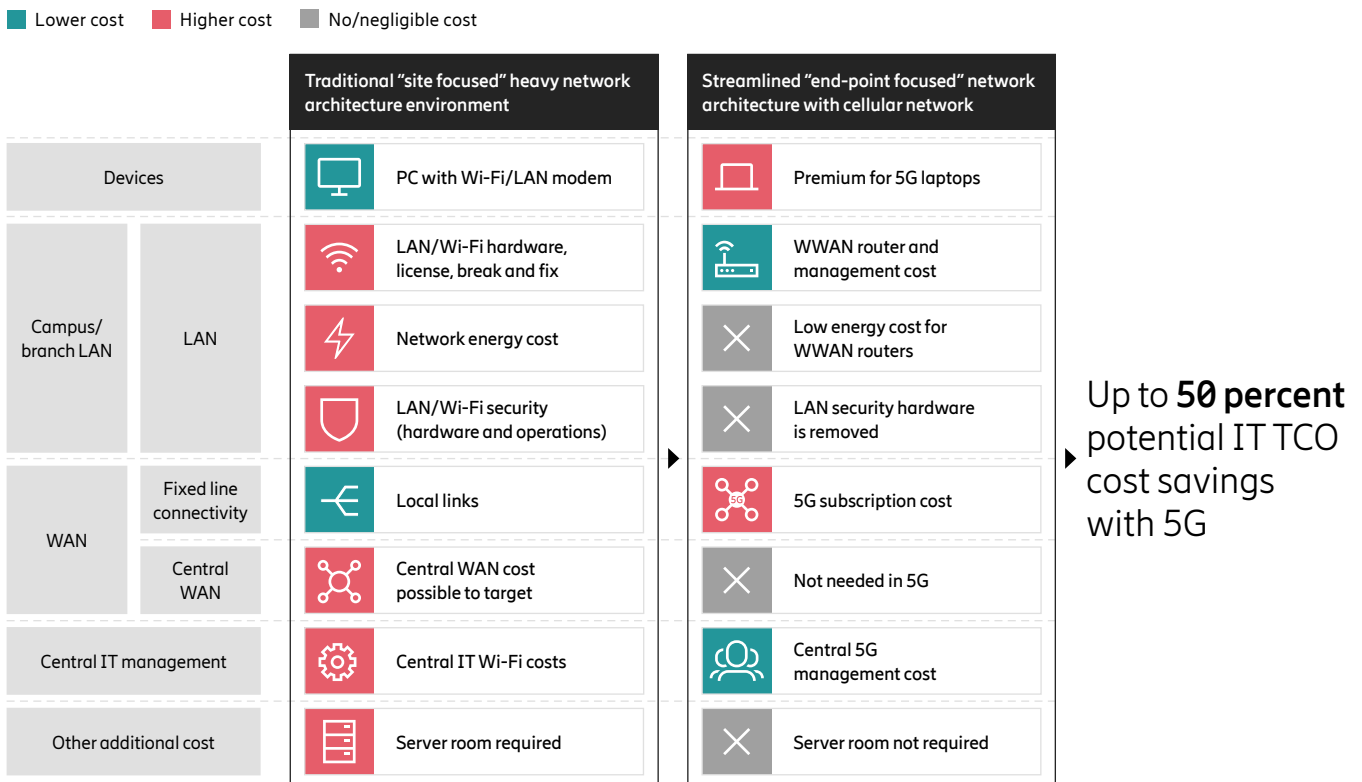 Lower cost
Higher cost
No/negligible cost
Traditional “site focused” heavy network
architecture environment
Streamlined “end-point focused” network
architecture with cellular network
Devices
PC with Wi-Fi/LAN modem
Premium for 5G laptops
Campus/
branch LAN
LAN
LAN/Wi-Fi hardware,
license, break and fix
WWAN router and
management cost
Network energy cost
Low energy cost for
WWAN routers
LAN/Wi-Fi security
(hardware and operations)
LAN security hardware
is removed
WAN
Fixed line
connectivity
Local links
5G
5G subscription cost
Central
WAN
Central WAN cost
possible to target
Not needed in 5G
Central IT management
Central IT Wi-Fi costs
Central 5G
management cost
Other additional cost
Server room required
Server room not required
Up to 50 percent
potential IT TCO
cost savings
with 5G